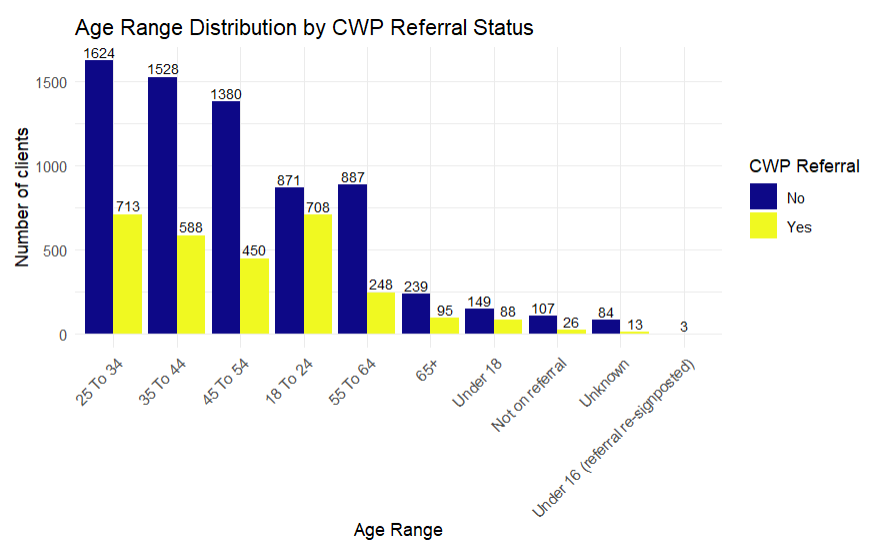 Age Range Distribution by CWP Referral Status
Number of clients
1500
1000
500
0
1624
713
1528
588
1380
450
871
708
887
248
239
95
149
88
107
26
84
13
3
25 To 34
35 To 44
45 To 54
18 To 24
55 To 64
65+
Under 18
Not on referral
Unknown
Under 16 (referral re-signposted)
Age Range
CWP Referral
No
Yes